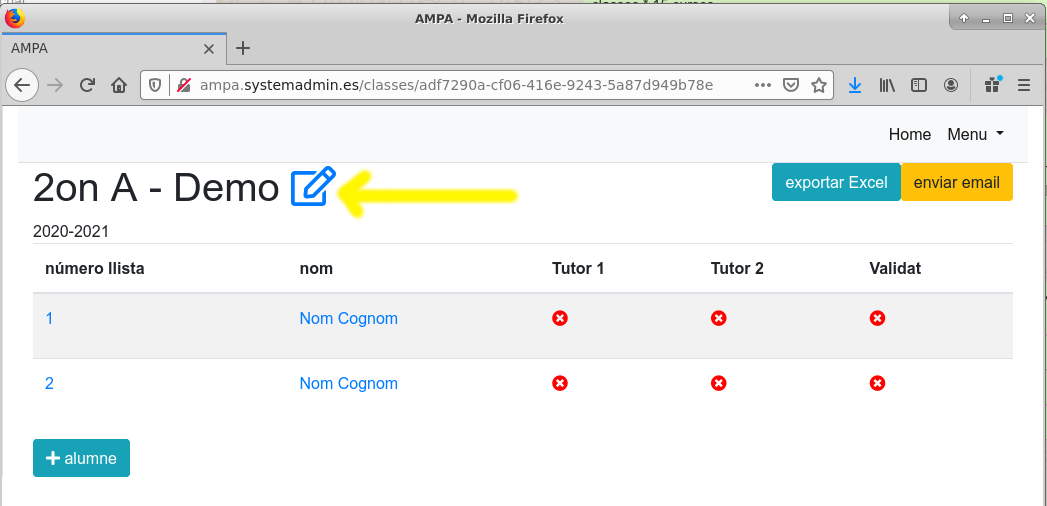 AMPA - Mozilla Firefox
AMPA
ampa.systemadmin.es/classes/adf7290a-cf06-416e-9243-5a87d949b78e
Home Menu
2on A - Demo
exportar Excel enviar email
2020-2021
número llista nom Tutor 1 Tutor 2 Validat
1 Nom Cognom
2 Nom Cognom
+ alumne